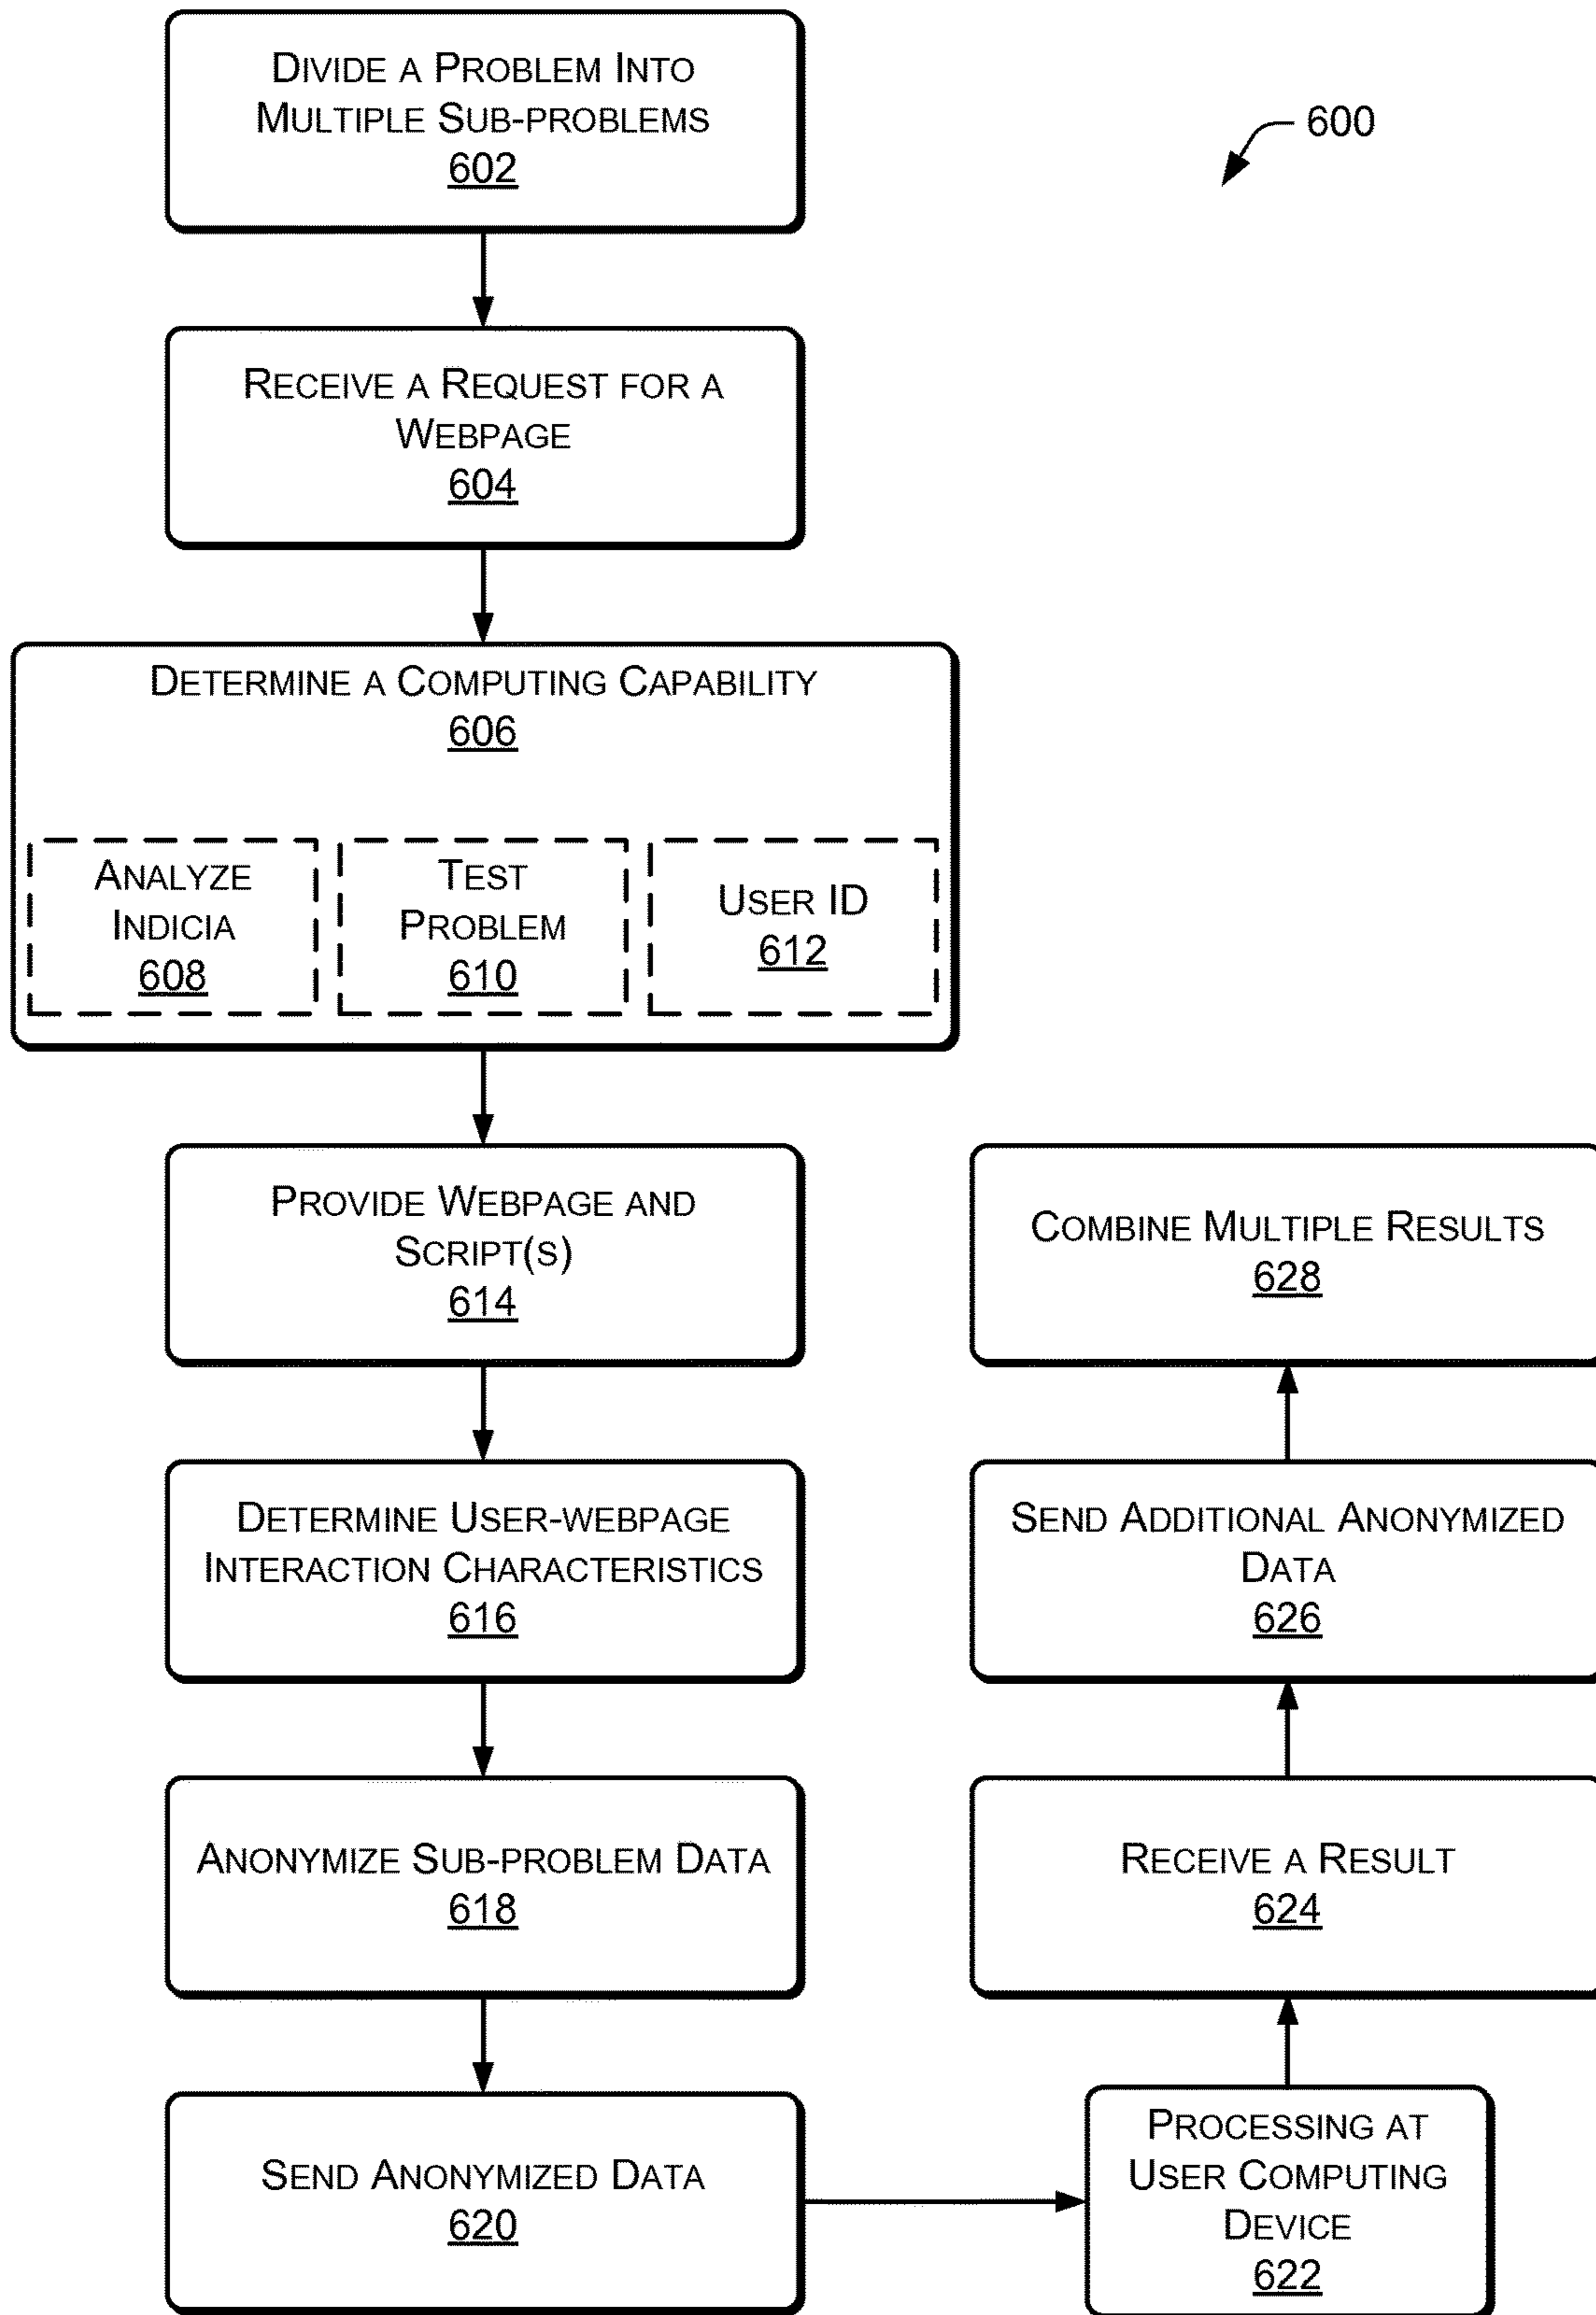 DIVIDE A PROBLEM INTO
MULTIPLE SUB-PROBLEMS
602
600
RECEIVE A REQUEST FOR A
WEBPAGE
604
DETERMINE A COMPUTING CAPABILITY
606
ANALYZE
INDICIA
608
TEST
PROBLEM
610
USER ID
612
PROVIDE WEBPAGE AND
SCRIPT(S)
614
DETERMINE USER-WEBPAGE
INTERACTION CHARACTERISTICS
616
ANONYMIZE SUB-PROBLEM DATA
618
SEND ANONYMIZED DATA
620
PROCESSING AT
USER COMPUTING
DEVICE
622
RECEIVE A RESULT
624
SEND ADDITIONAL ANONYMIZED
DATA
626
COMBINE MULTIPLE RESULTS
628